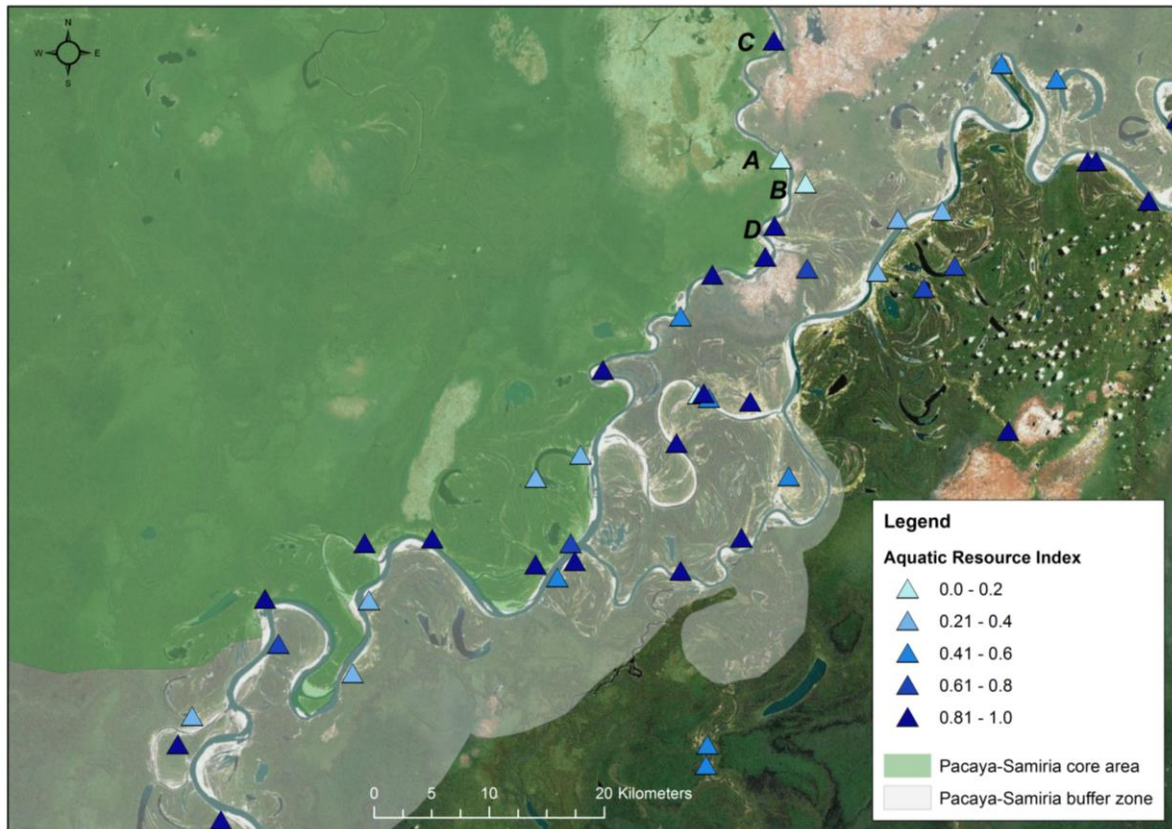 N
W E
S
C
A
B
D
Legend
Aquatic Resource Index
0.0 - 0.2
0.21 - 0.4
0.41 - 0.6
0.61 - 0.8
0.81 - 1.0
Pacaya-Samiria core area
Pacaya-Samiria buffer zone
0 10 20 Kilometers